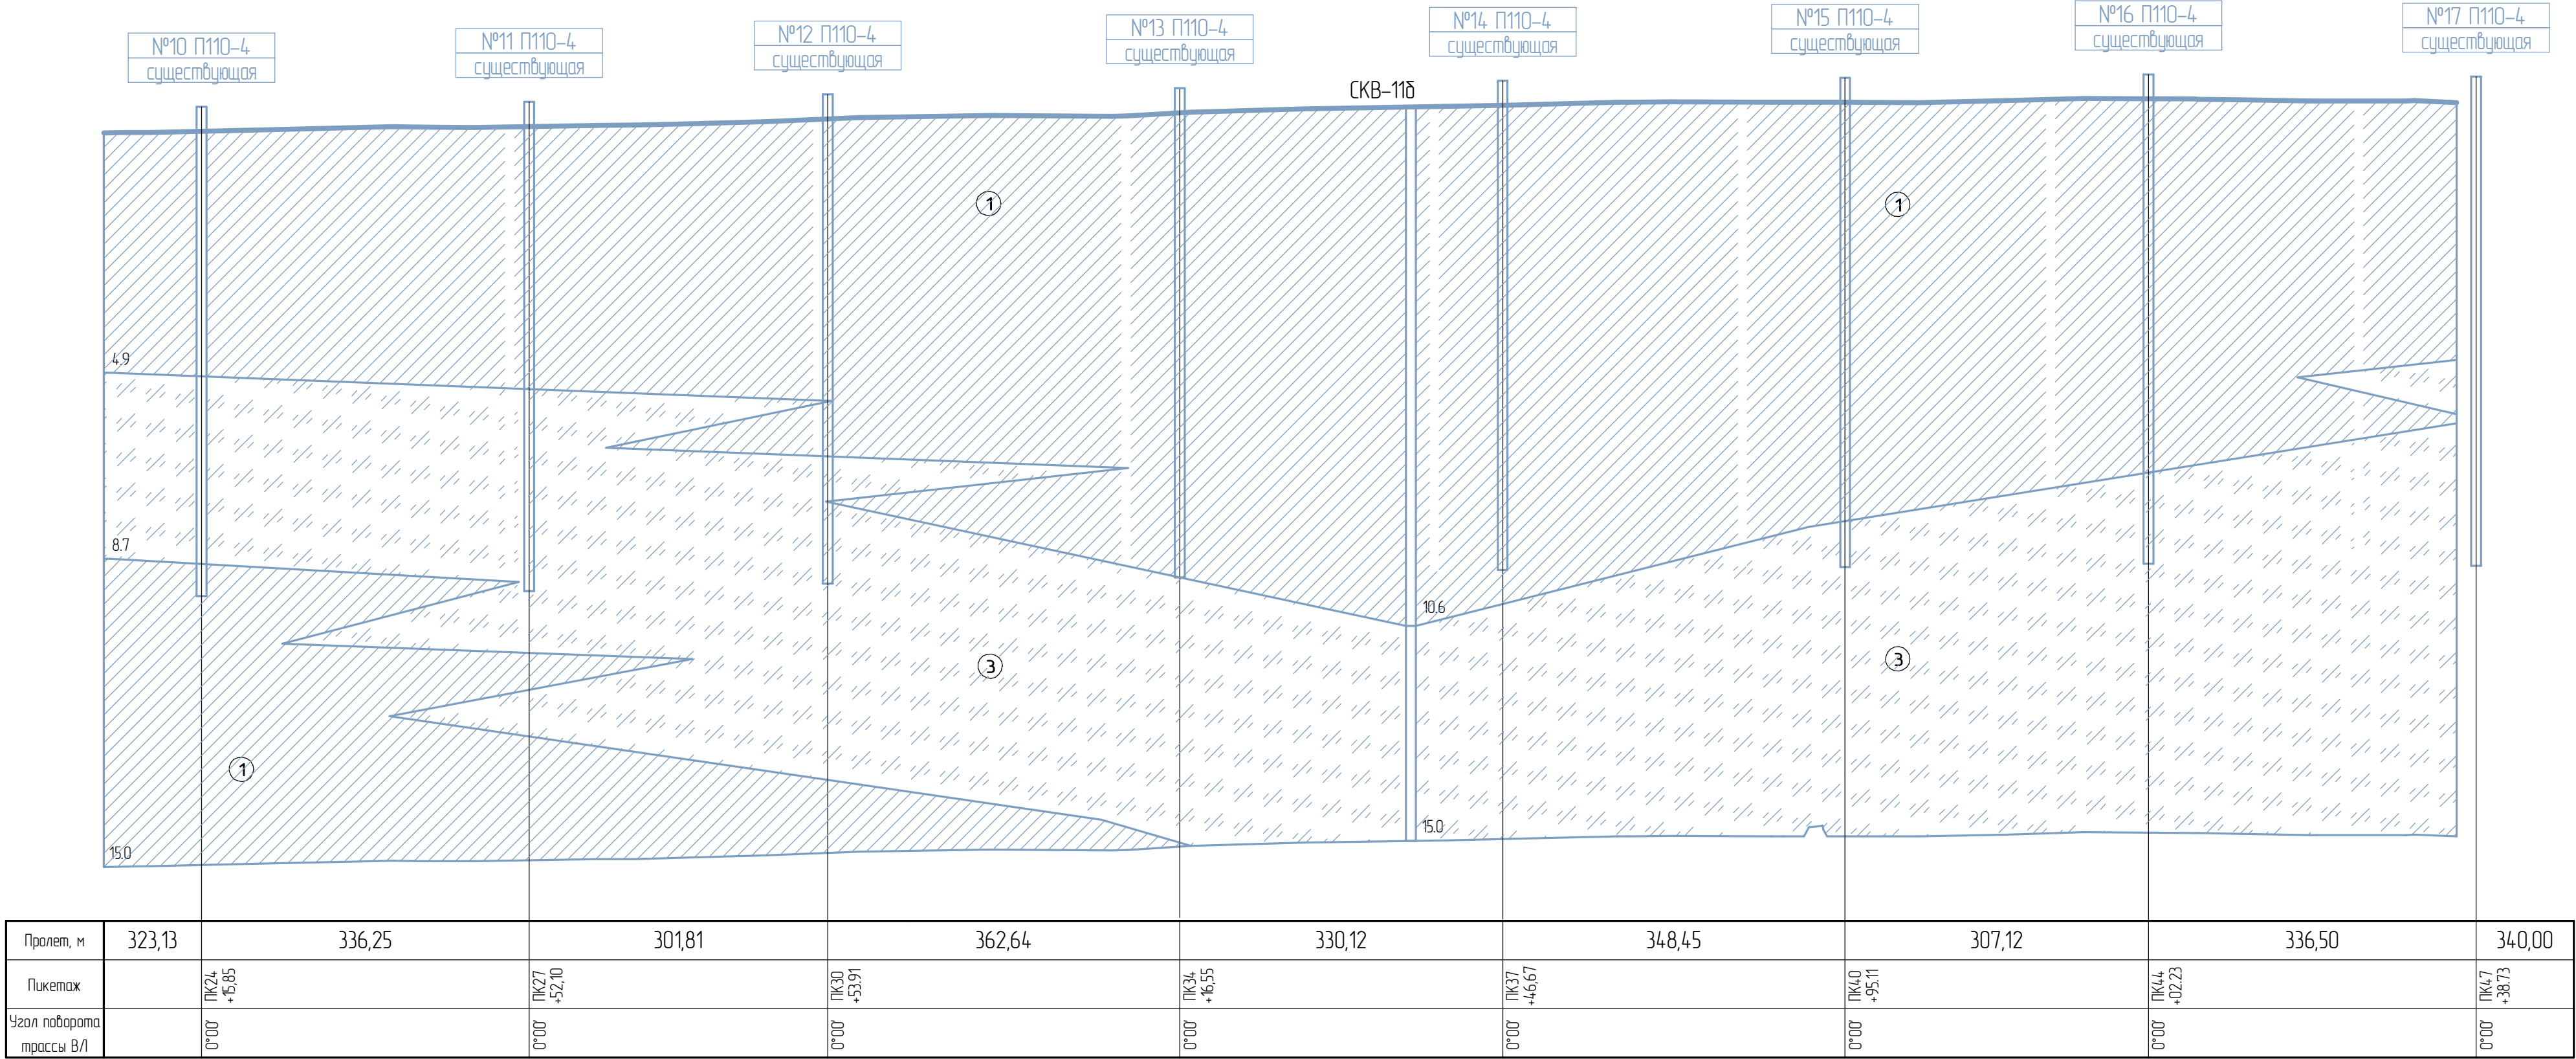 №10 П110-4
существующая
№11 П110-4
существующая
№12 П110-4
существующая
№13 П110-4
существующая
№14 П110-4
существующая
№15 П110-4
существующая
№16 П110-4
существующая
№17 П110-4
существующая
СКВ-11б
1
1
4.9
8.7
10.6
3
3
1
15.0
15.0
Пролет, м
323,13
336,25
301,81
362,64
330,12
348,45
307,12
336,50
340,00
Пикетаж
ПК24
+15,85
ПК27
+52,10
ПК30
+53.91
ПК34
+16,55
ПК37
+46,67
ПК40
+95.11
ПК44
+02.23
ПК47
+38.73
Угол поворота
трассы ВЛ
0°00'
0°00'
0°00'
0°00'
0°00'
0°00'
0°00'
0°00'